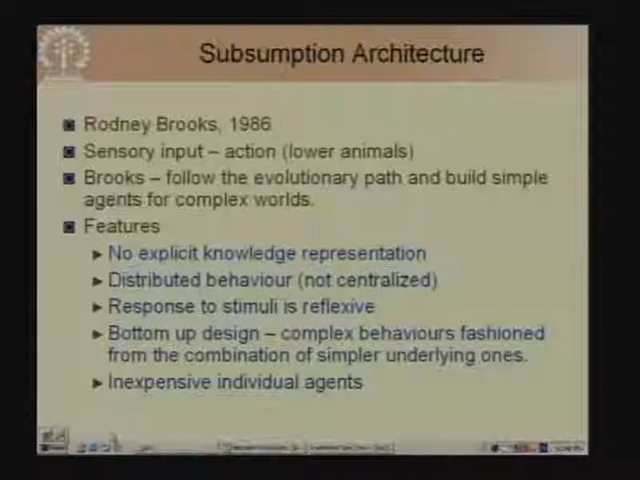 Subsumption Architecture
Rodney Brooks, 1986
Sensory input – action (lower animals)
Brooks – follow the evolutionary path and build simple
agents for complex worlds.
Features
No explicit knowledge representation
Distributed behaviour (not centralized)
Response to stimuli is reflexive
Bottom up design – complex behaviours fashioned
from the combination of simpler underlying ones.
Inexpensive individual agents